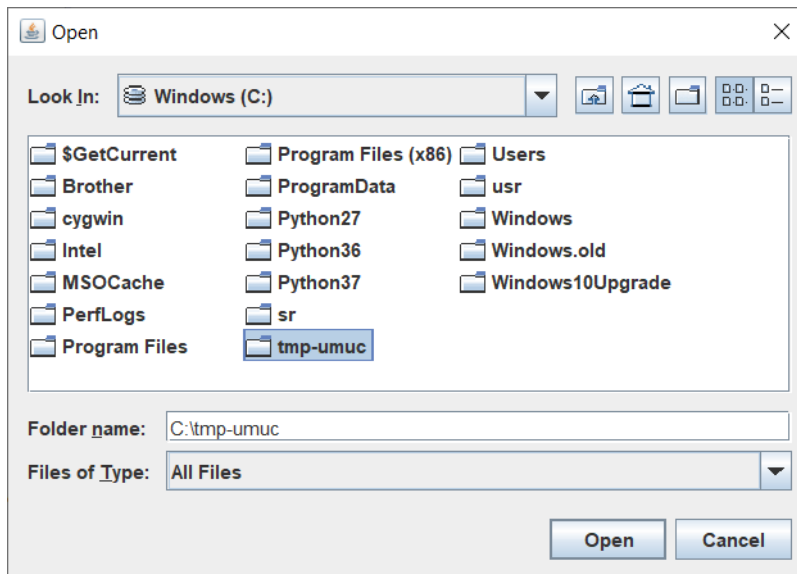 Open
Look In: Windows (C:)
$GetCurrent Program Files (x86) Users
Brother ProgramData usr
cygwin Python27 Windows
Intel Python36 Windows.old
MSOCache Python37 Windows10Upgrade
PerfLogs sr
Program Files tmp-umuc
Folder name: C:\tmp-umuc
Files of Type: All Files
Open Cancel